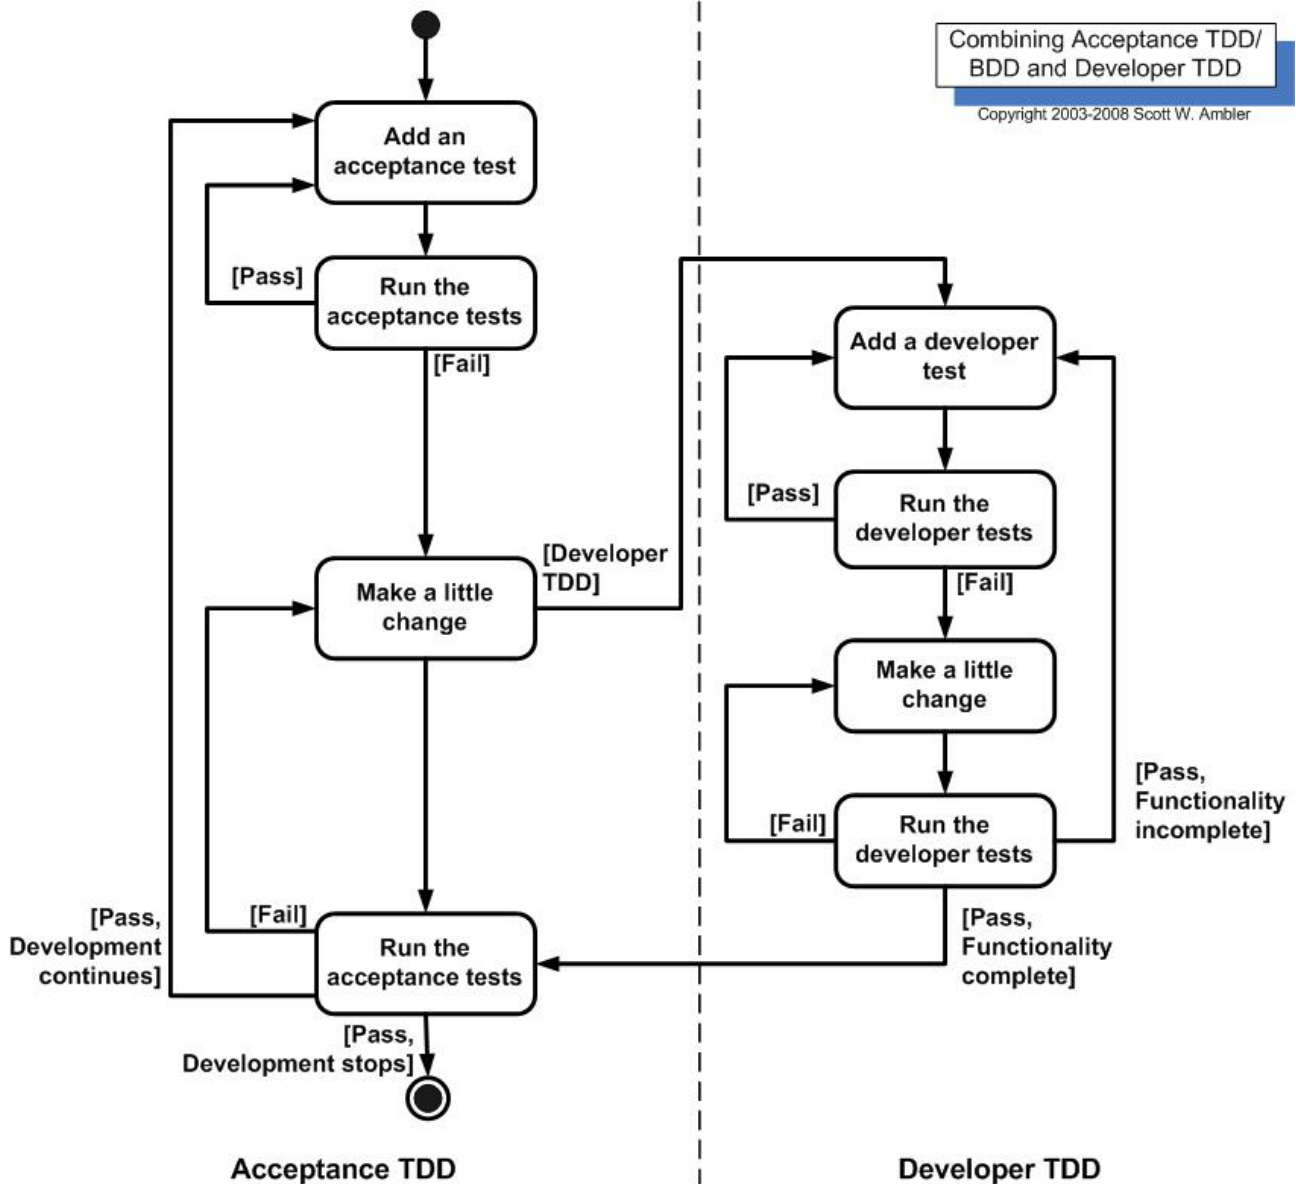 Combining Acceptance TDD/
BDD and Developer TDD
Copyright 2003-2008 Scott W. Ambler
Add an
acceptance test
[Pass]
Run the
acceptance tests
[Fail]
Make a little
change
[Developer
TDD]
[Fail]
Run the
acceptance tests
[Pass,
Development
continues]
[Pass,
Development stops]
Acceptance TDD
Add a developer
test
[Pass]
Run the
developer tests
[Fail]
Make a little
change
[Fail]
Run the
developer tests
[Pass,
Functionality
incomplete]
[Pass,
Functionality
complete]
Developer TDD